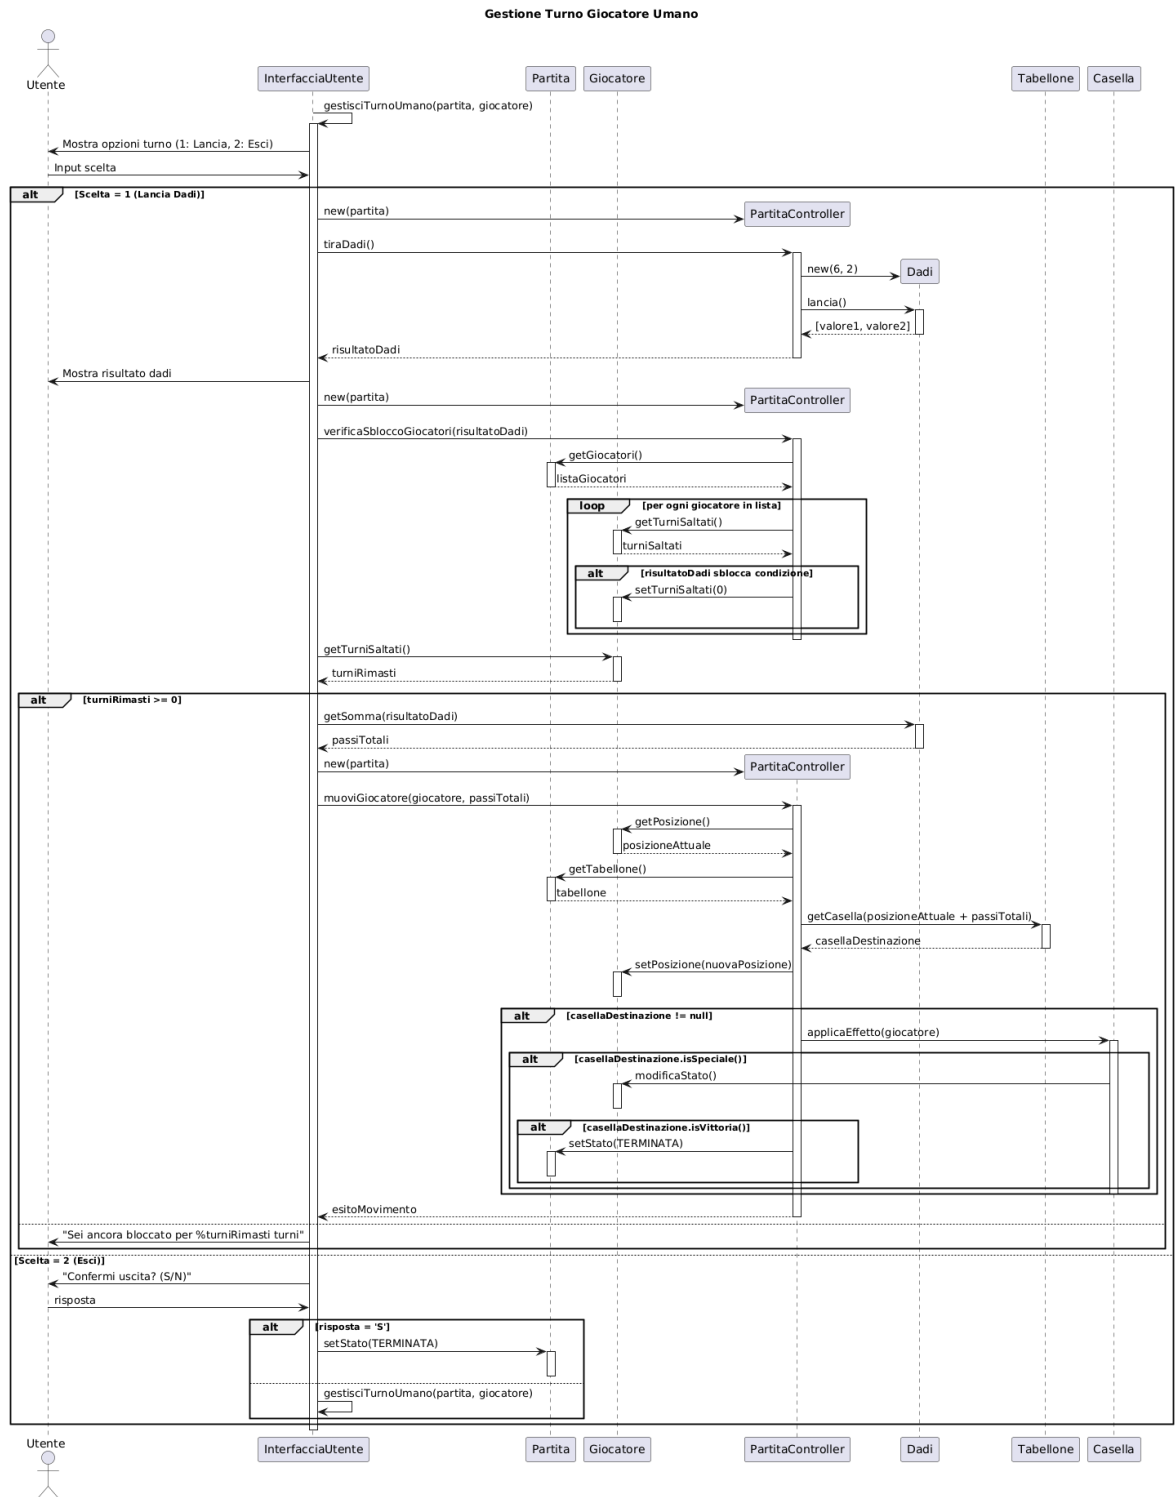 Gestione Turno Giocatore Umano
Utente
InterfacciaUtente
Partita
Giocatore
Tabellone
Casella
gestisciTurnoUmano(partita, giocatore)
Mostra opzioni turno (1: Lancia, 2: Esci)
Input scelta
alt
[Scelta = 1 (Lancia Dadi)]
new(partita)
PartitaController
tiraDadi()
new(6, 2)
Dadi
lancia()
[valore1, valore2]
risultatoDadi
Mostra risultato dadi
new(partita)
PartitaController
verificaSbloccoGiocatori(risultatoDadi)
getGiocatori()
listaGiocatori
loop
[per ogni giocatore in lista]
getTurniSaltati()
turniSaltati
alt
[risultatoDadi sblocca condizione]
setTurniSaltati(0)
getTurniSaltati()
turniRimasti
alt
[turniRimasti >= 0]
getSomma(risultatoDadi)
passiTotali
new(partita)
PartitaController
muoviGiocatore(giocatore, passiTotali)
getPosizione()
posizioneAttuale
getTabellone()
tabellone
getCasella(posizioneAttuale + passiTotali)
casellaDestinazione
setPosizione(nuovaPosizione)
alt
[casellaDestinazione != null]
applicaEffetto(giocatore)
alt
[casellaDestinazione.isSpeciale()]
modificaStato()
alt
[casellaDestinazione.isVittoria()]
setStato(TERMINATA)
esitoMovimento
"Sei ancora bloccato per %turniRimasti turni"
[Scelta = 2 (Esci)]
"Confermi uscita? (S/N)"
risposta
alt
[risposta = 'S']
setStato(TERMINATA)
gestisciTurnoUmano(partita, giocatore)
Utente
InterfacciaUtente
Partita
Giocatore
PartitaController
Dadi
Tabellone
Casella